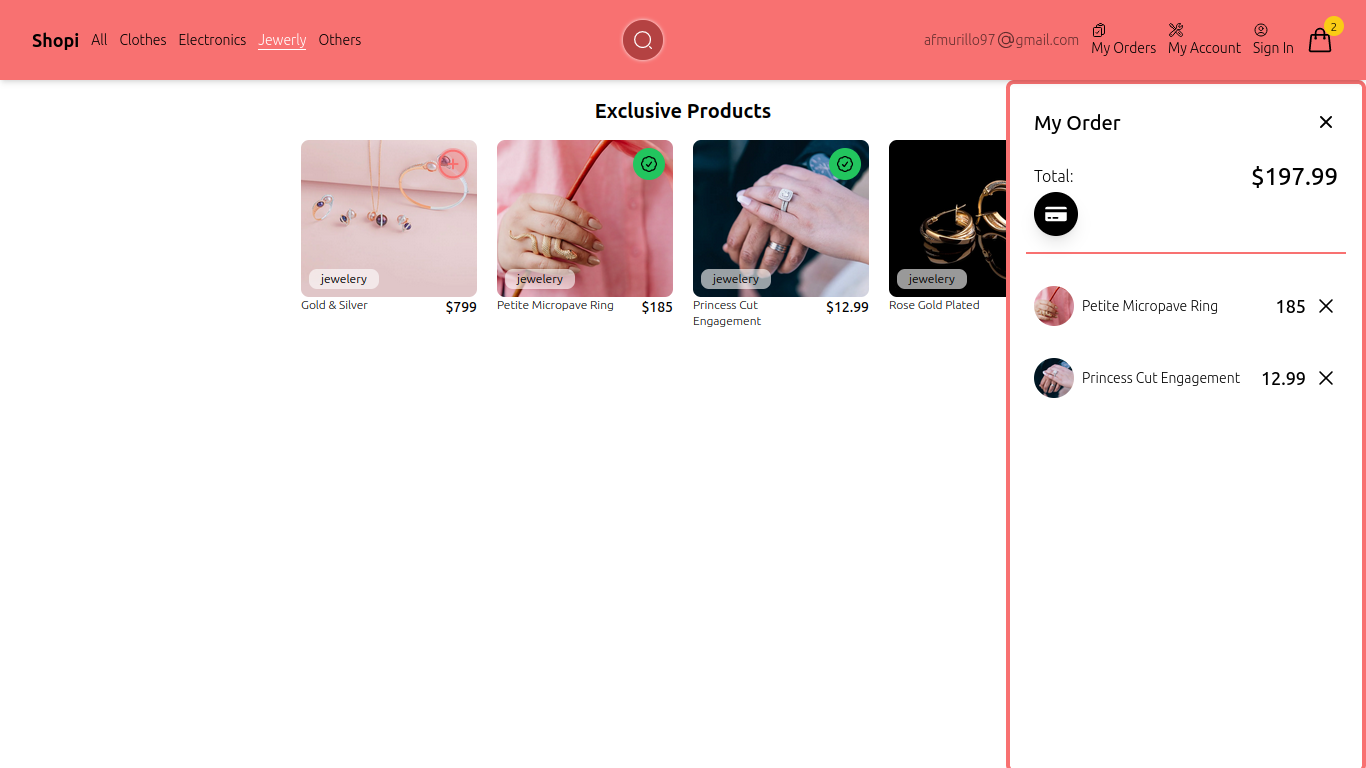 Shopi All Clothes Electronics Jewerly Others
afmurillo97@gmail.com
My Orders
My Account
Sign In
2
Exclusive Products
jewelery
Gold & Silver $799
jewelery
Petite Micropave Ring $185
jewelery
Princess Cut $12.99
Engagement
jewelery
Rose Gold Plated
My Order
Total: $197.99
Petite Micropave Ring 185
Princess Cut Engagement 12.99